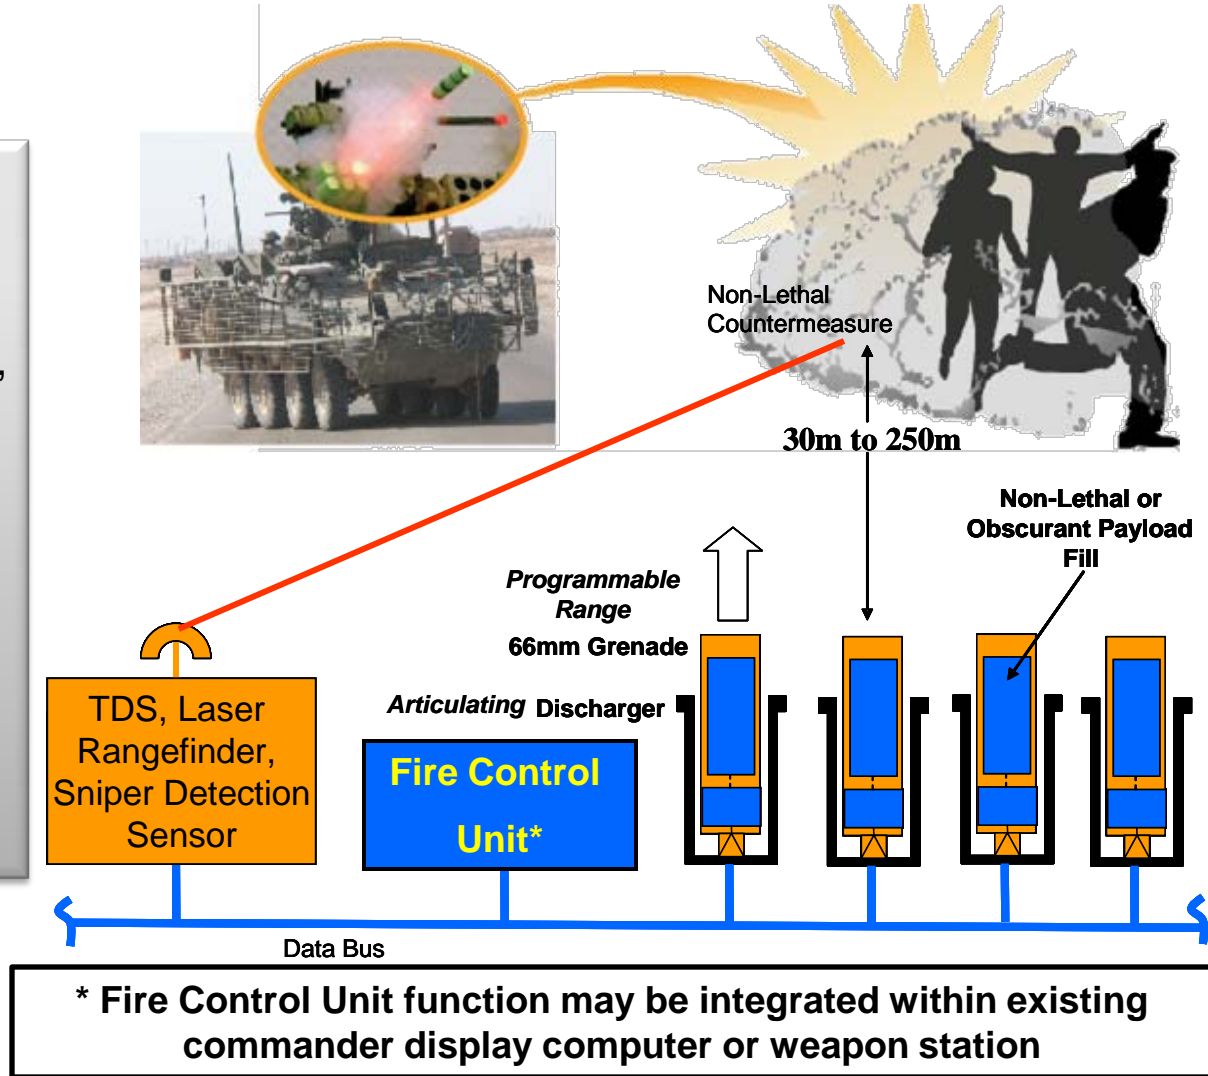 Non-Lethal
Countermeasure
30m to 250m
Non-Lethal or
Obscurant Payload
Fill
Programmable
Range
66mm Grenade
Articulating Discharger
TDS, Laser
Rangefinder,
Sniper Detection
Sensor
Fire Control
Unit*
Data Bus
* Fire Control Unit function may be integrated within existing
commander display computer or weapon station